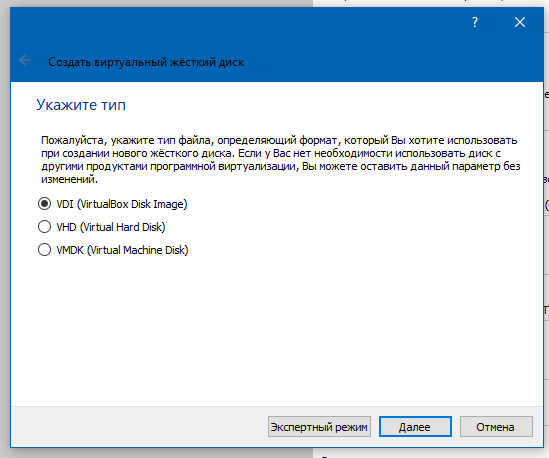 ?
Создать виртуальный жёсткий диск
Укажите тип
Пожалуйста, укажите тип файла, определяющий формат, который Вы хотите использовать
при создании нового жёсткого диска. Если у Вас нет необходимости использовать диск с
другими продуктами программной виртуализации, Вы можете оставить данный параметр без
изменений.
VDI (VirtualBox Disk Image)
VHD (Virtual Hard Disk)
VMDK (Virtual Machine Disk)
Экспертный режим Далее Отмена